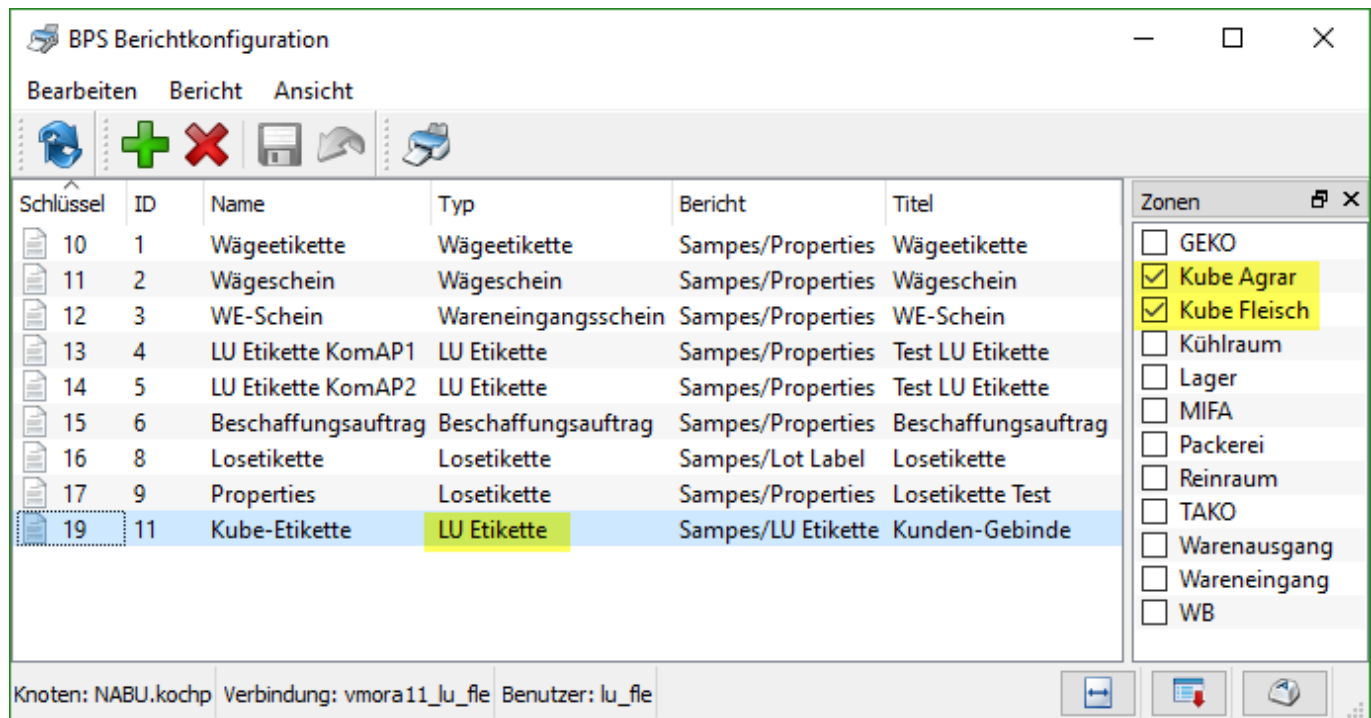 BPS Berichtkonfiguration
Bearbeiten Bericht Ansicht
Schlüssel ID Name Typ Bericht Titel Zonen
10 1 Wägeetikette Wägeetikette Sampes/Properties Wägeetikette
11 2 Wägeschein Wägeschein Sampes/Properties Wägeschein
12 3 WE-Schein Wareneingangsschein Sampes/Properties WE-Schein
13 4 LU Etikette KomAP1 LU Etikette Sampes/Properties Test LU Etikette
14 5 LU Etikette KomAP2 LU Etikette Sampes/Properties Test LU Etikette
15 6 Beschaffungsauftrag Beschaffungsauftrag Sampes/Properties Beschaffungsauftrag
16 8 Losetikette Losetikette Sampes/Lot Label Losetikette
17 9 Properties Losetikette Sampes/Properties Losetikette Test
19 11 Kube-Etikette LU Etikette Sampes/LU Etikette Kunden-Gebinde
GEKO
Kube Agrar
Kube Fleisch
Kühlraum
Lager
MIFA
Packerei
Reinraum
TAKO
Warenausgang
Wareneingang
WB
Knoten: NABU.kochp Verbindung: vmora11_lu_fle Benutzer: lu_fle